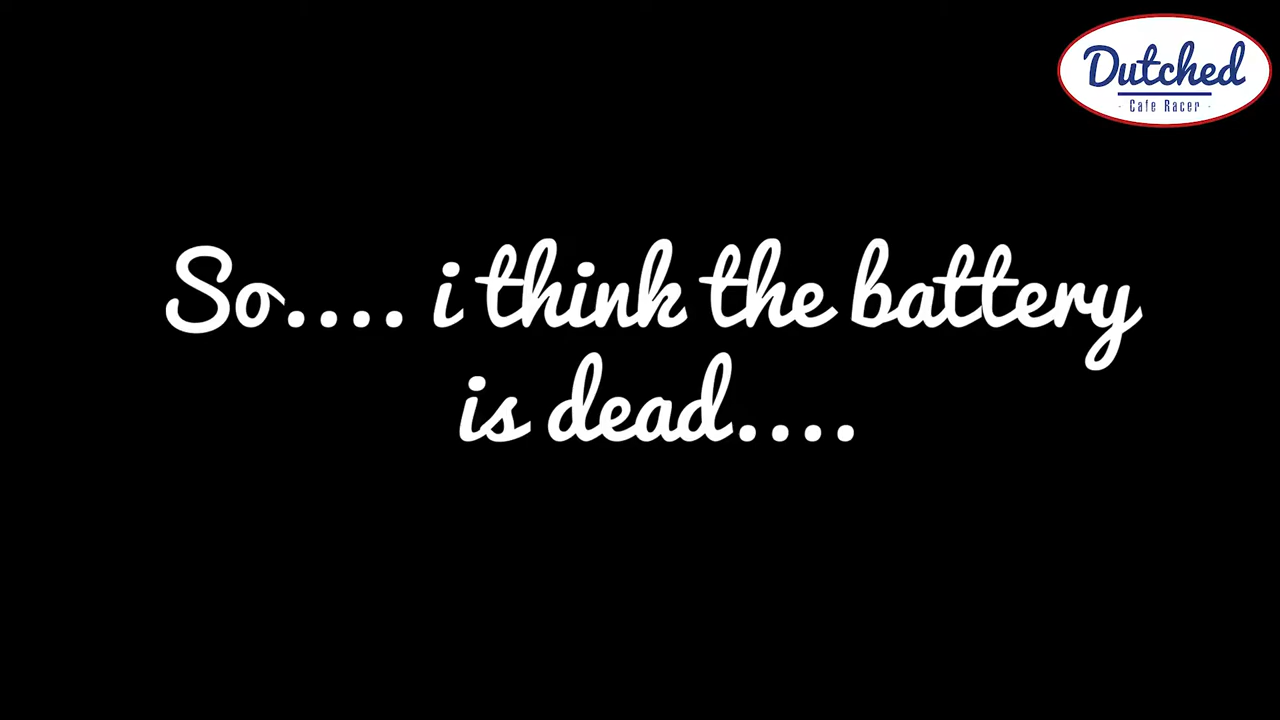 Dutched
- Cafe Racer -
So.... i think the battery
is dead....